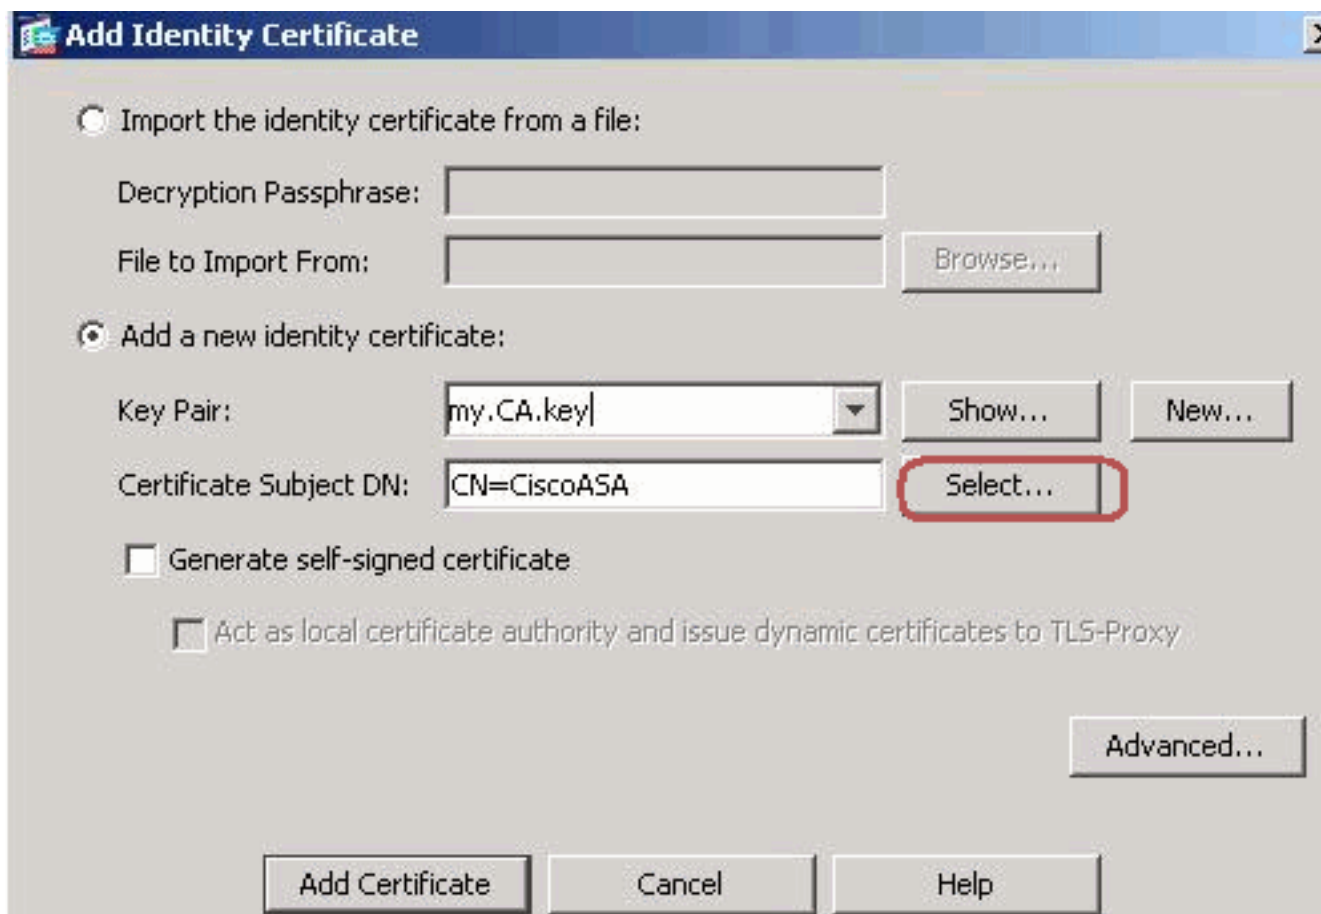 Add Identity Certificate
Import the identity certificate from a file:
Decryption Passphrase:
File to Import From: Browse...
Add a new identity certificate:
Key Pair: my.CA.key Show... New...
Certificate Subject DN: CN=CiscoASA Select...
Generate self-signed certificate
Act as local certificate authority and issue dynamic certificates to TLS-Proxy
Advanced...
Add Certificate Cancel Help